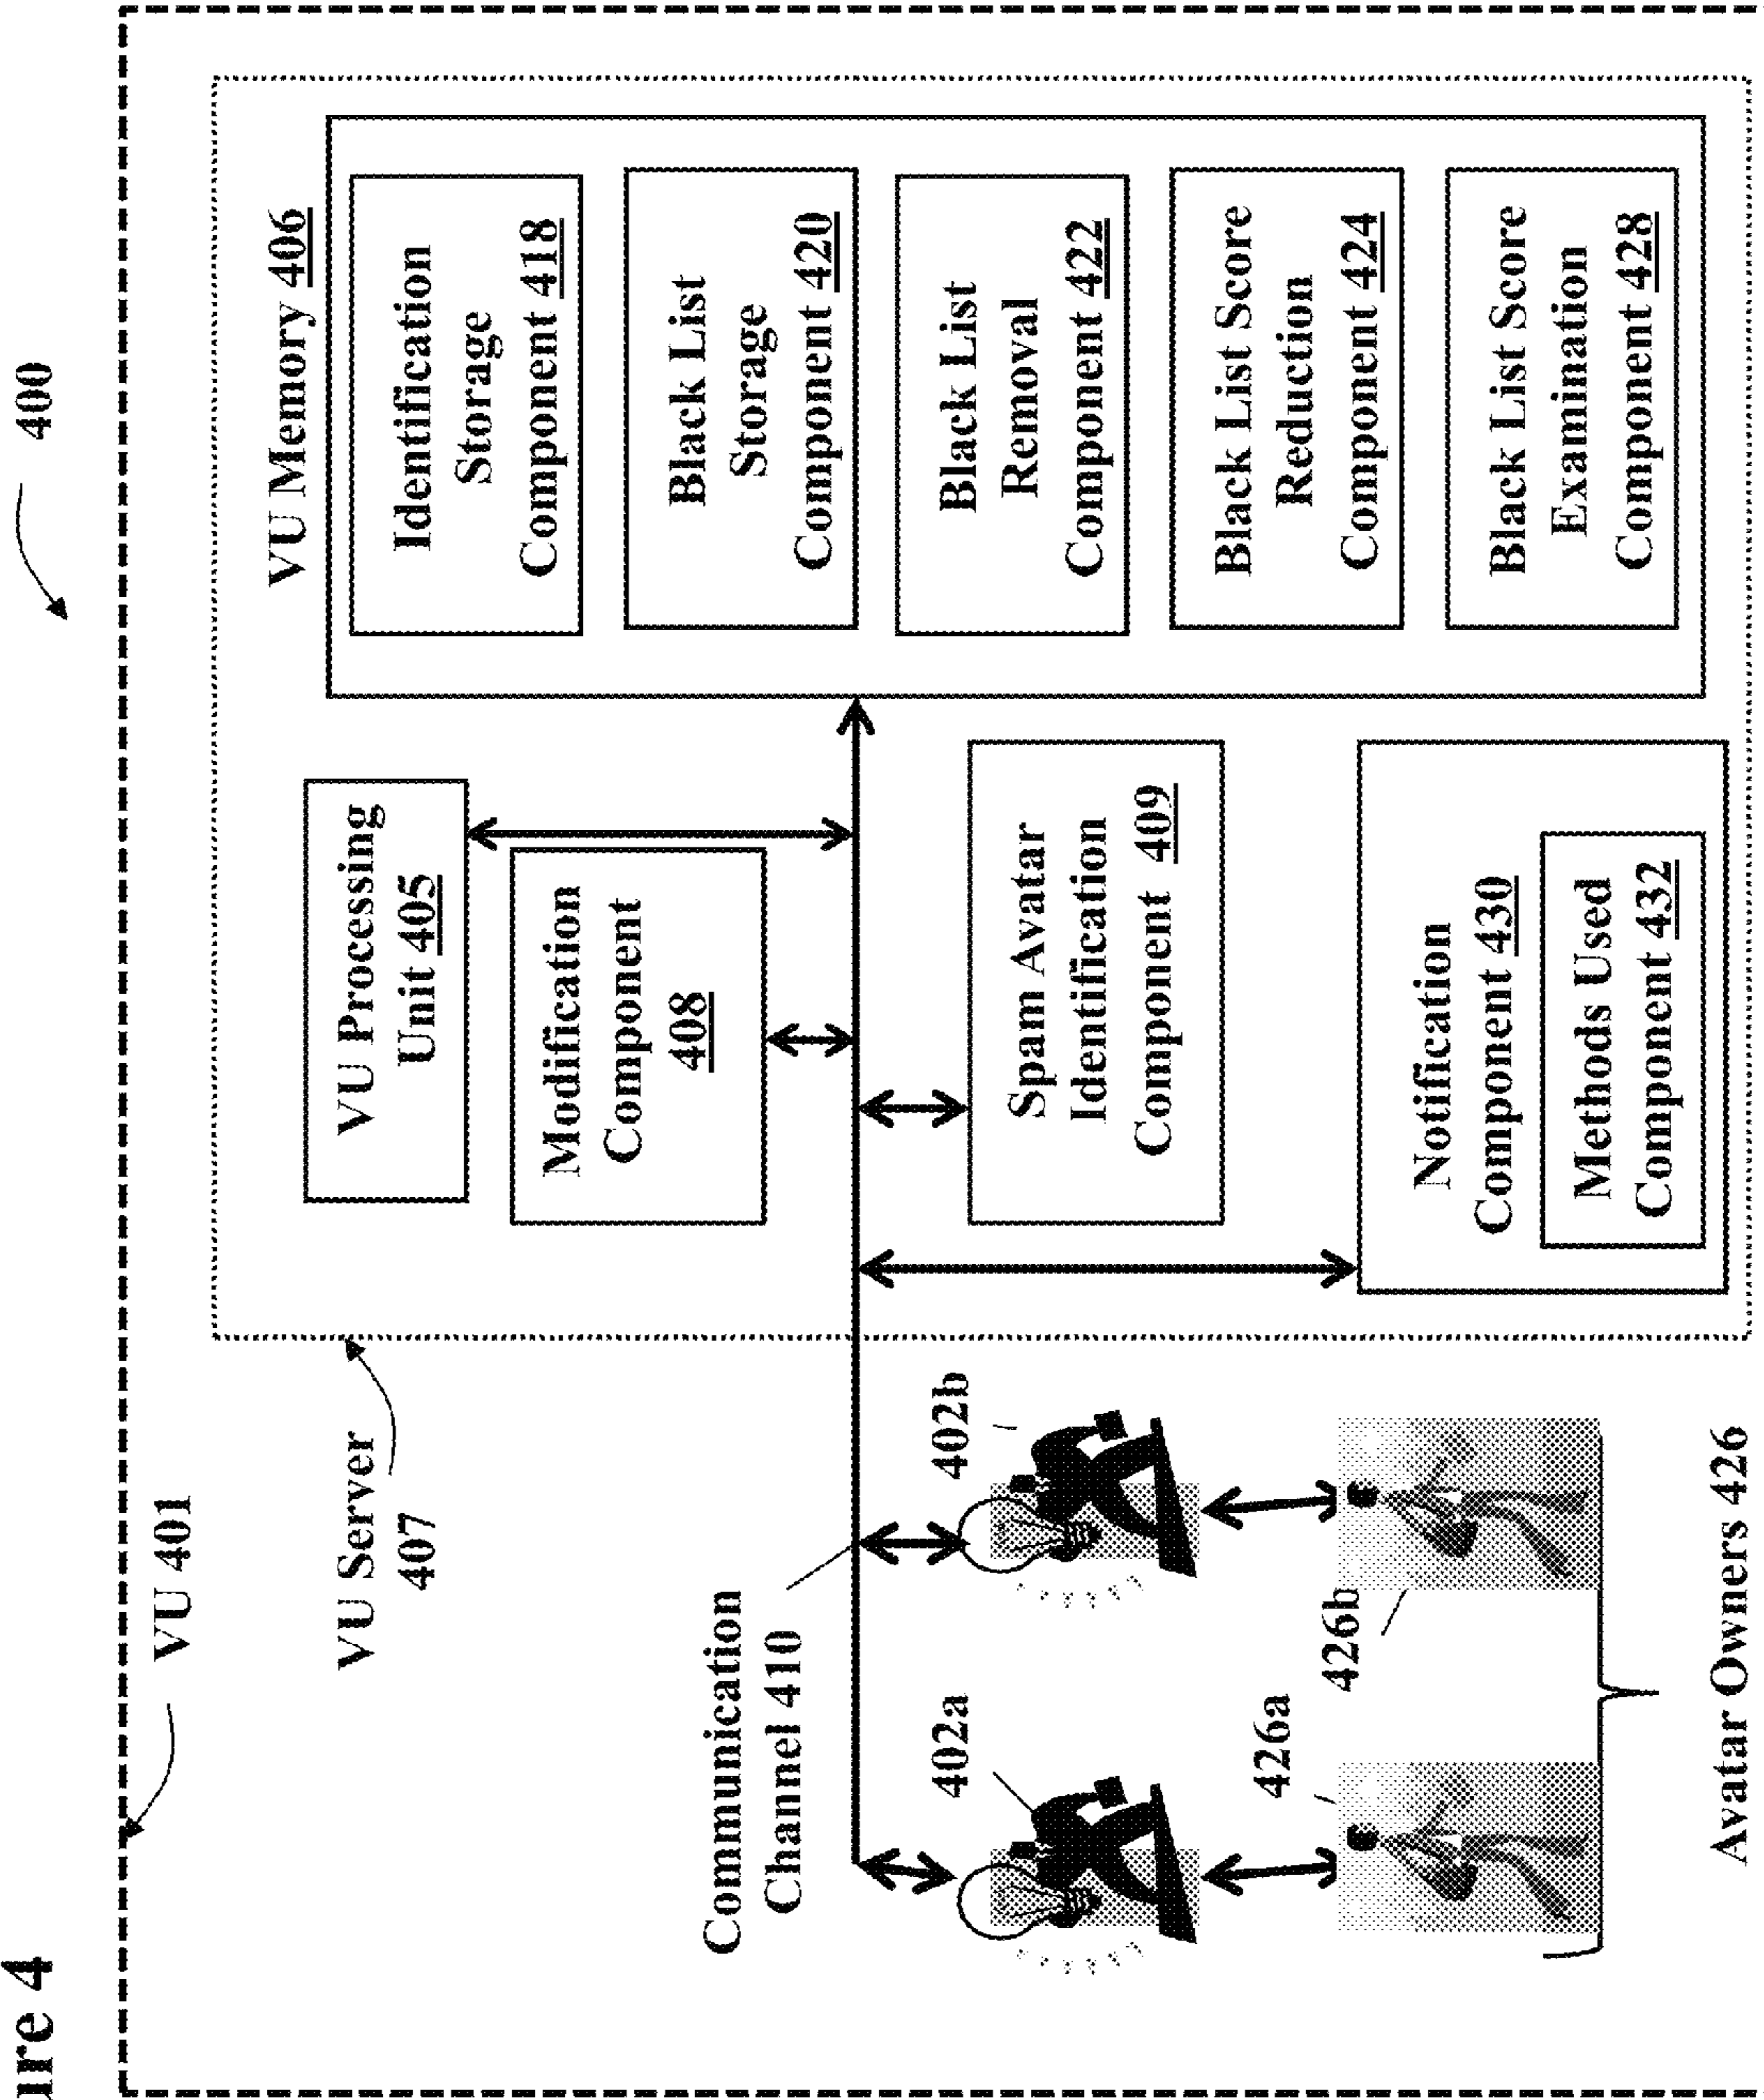 ure 4
400
VU 401
VU Server
407
VU Memory 406
Identification
Storage
Component 418
Black List
Storage
Component 420
Black List
Removal
Component 422
Black List Score
Reduction
Component 424
Black List Score
Examination
Component 428
VU Processing
Unit 405
Modification
Component
408
Spam Avatar
Identification
Component 409
Notification
Component 430
Methods Used
Component 432
Communication
Channel 410
402a
402b
426a
426b
Avatar Owners 426